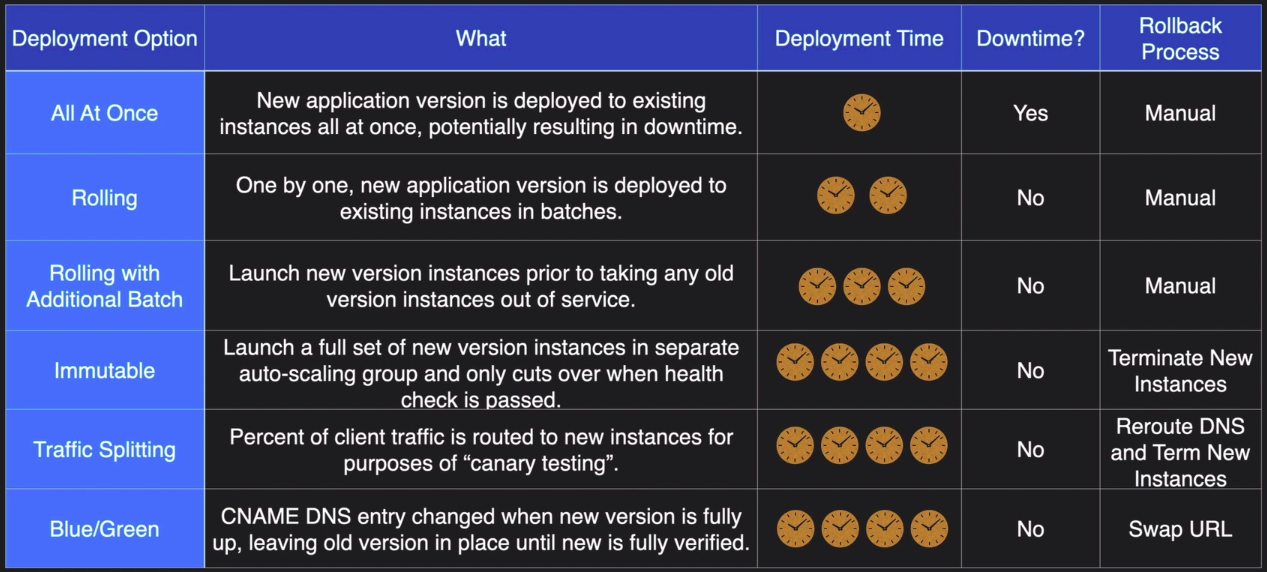 Deployment Option
What
Deployment Time
Downtime?
Rollback
Process
All At Once
New application version is deployed to existing
instances all at once, potentially resulting in downtime.
Yes
Manual
Rolling
One by one, new application version is deployed to
existing instances in batches.
No
Manual
Rolling with
Additional Batch
Launch new version instances prior to taking any old
version instances out of service.
No
Manual
Immutable
Launch a full set of new version instances in separate
auto-scaling group and only cuts over when health
check is passed.
No
Terminate New
Instances
Traffic Splitting
Percent of client traffic is routed to new instances for
purposes of “canary testing”.
No
Reroute DNS
and Term New
Instances
Blue/Green
CNAME DNS entry changed when new version is fully
up, leaving old version in place until new is fully verified.
No
Swap URL